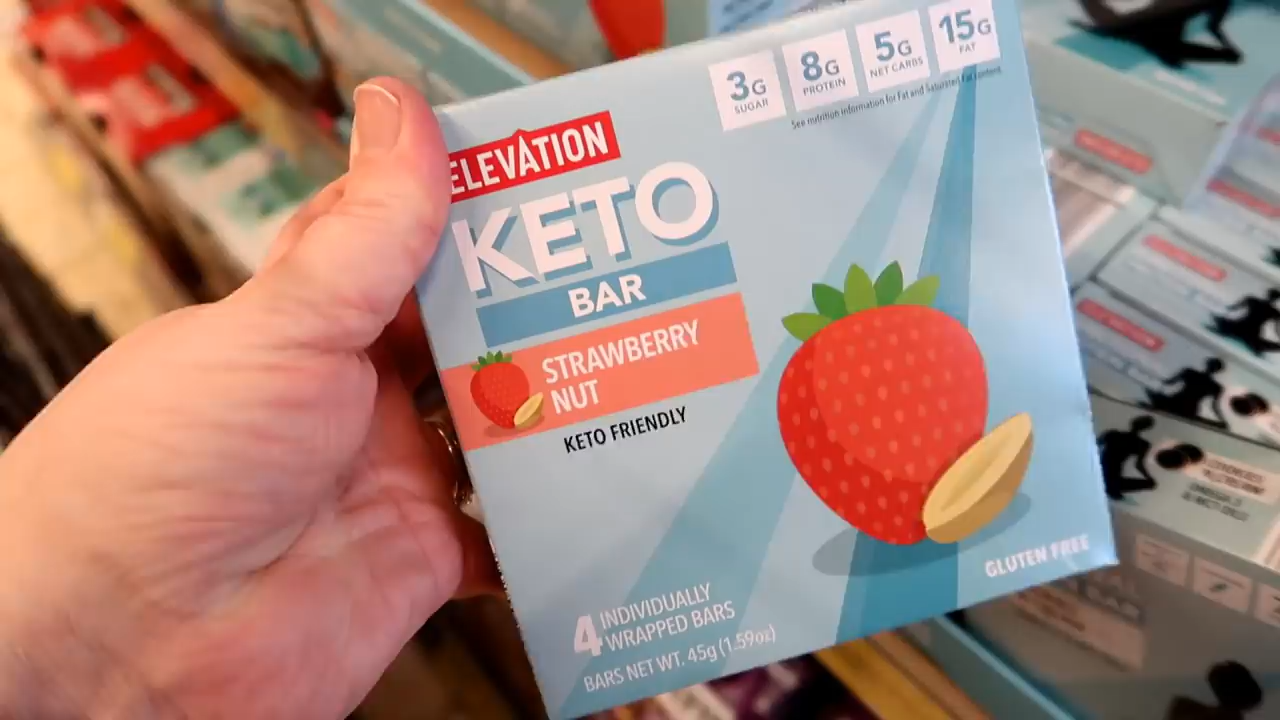 3G
SUGAR
8G
PROTEIN
5G
NET CARBS
15G
FAT
See nutrition information for Fat and Saturated Fat content.
ELEVATION
KETO
BAR
STRAWBERRY
NUT
KETO FRIENDLY
4 INDIVIDUALLY
WRAPPED BARS
BARS NET WT. 45g (1.59oz)
GLUTEN FREE